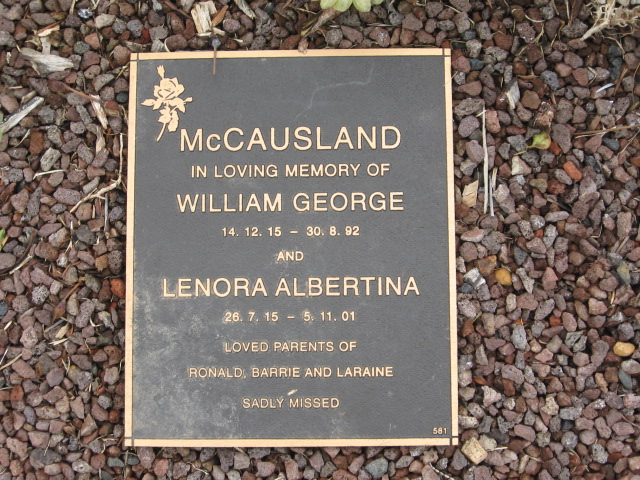 McCAUSLAND
IN LOVING MEMORY OF
WILLIAM GEORGE
14. 12. 15 – 30. 8. 92
AND
LENORA ALBERTINA
26. 7. 15 – 5. 11. 01
LOVED PARENTS OF
RONALD, BARRIE AND LARAINE
SADLY MISSED
581